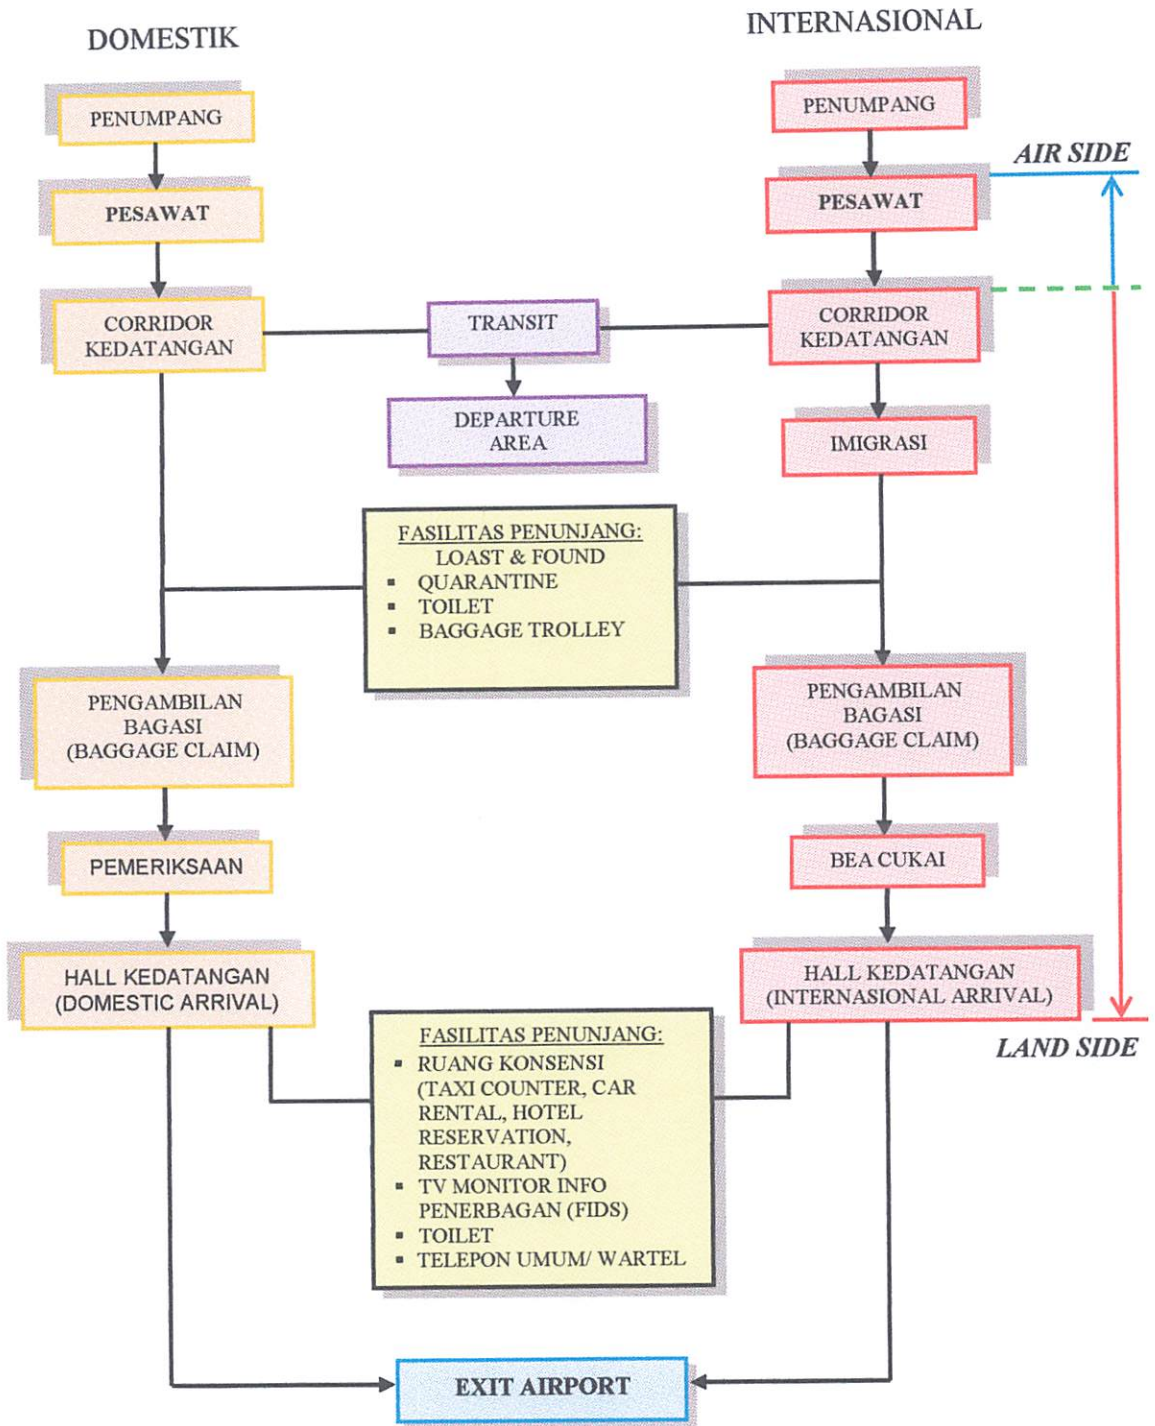 DOMESTIK
INTERNASIONAL
PENUMPANG
PENUMPANG
AIR SIDE
PESAWAT
PESAWAT
CORRIDOR
KEDATANGAN
TRANSIT
CORRIDOR
KEDATANGAN
DEPARTURE
AREA
IMIGRASI
FASILITAS PENUNJANG:
LOAST & FOUND
▪ QUARANTINE
▪ TOILET
▪ BAGGAGE TROLLEY
PENGAMBILAN
BAGASI
(BAGGAGE CLAIM)
PENGAMBILAN
BAGASI
(BAGGAGE CLAIM)
PEMERIKSAAN
BEA CUKAI
HALL KEDATANGAN
(DOMESTIC ARRIVAL)
HALL KEDATANGAN
(INTERNASIONAL ARRIVAL)
LAND SIDE
FASILITAS PENUNJANG:
▪ RUANG KONSENSI
(TAXI COUNTER, CAR
RENTAL, HOTEL
RESERVATION,
RESTAURANT)
▪ TV MONITOR INFO
PENERBAGAN (FIDS)
▪ TOILET
▪ TELEPON UMUM/ WARTEL
EXIT AIRPORT